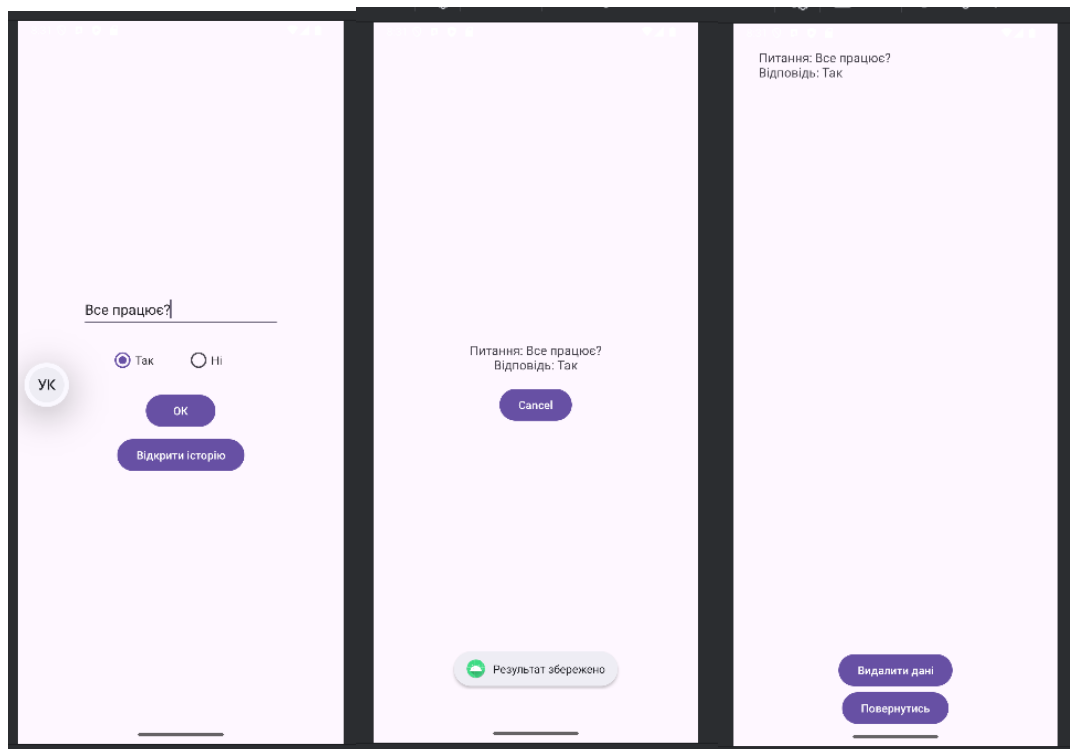 Все працює?
Так
Ні
УК
ОК
Відкрити історію
Питання: Все працює?
Відповідь: Так
Cancel
Результат збережено
Питання: Все працює?
Відповідь: Так
Видалити дані
Повернутись